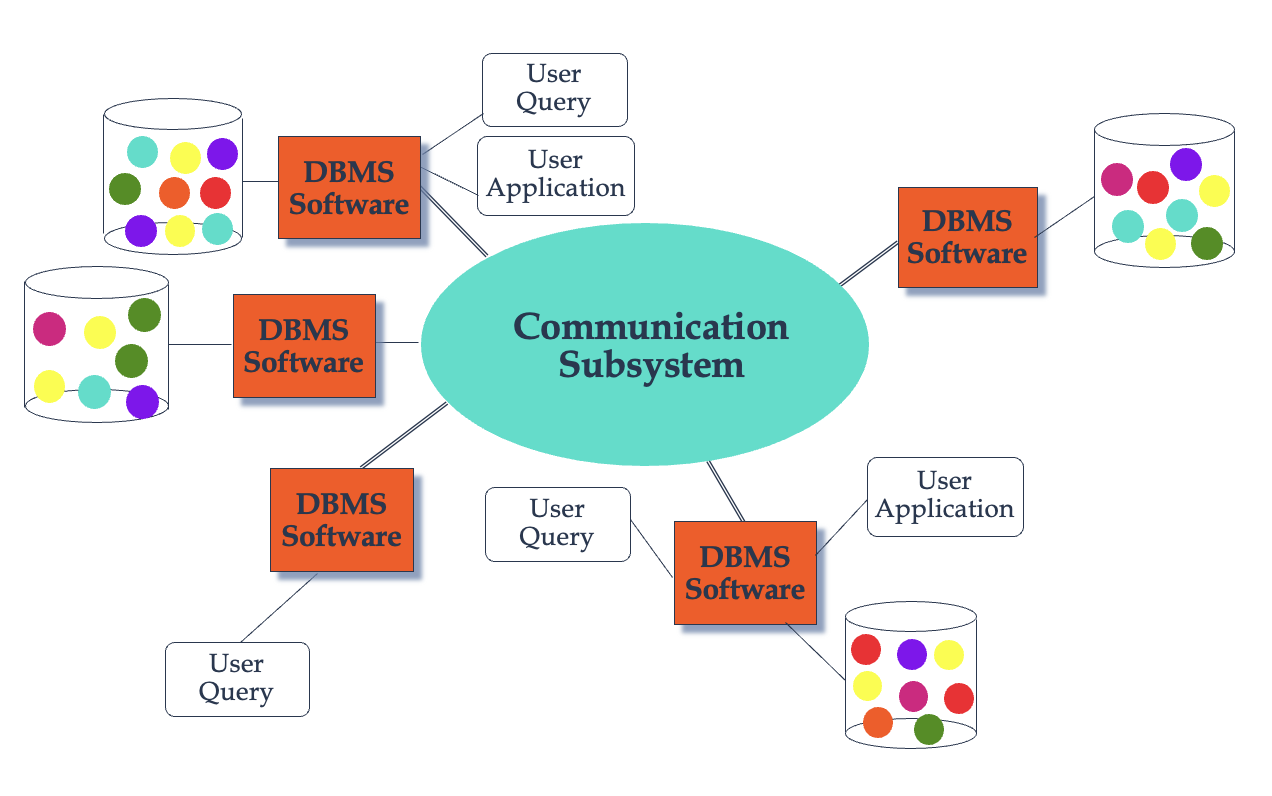 User
Query
User
Application
DBMS
Software
DBMS
Software
DBMS
Software
Communication
Subsystem
DBMS
Software
User
Query
User
Application
DBMS
Software
User
Query